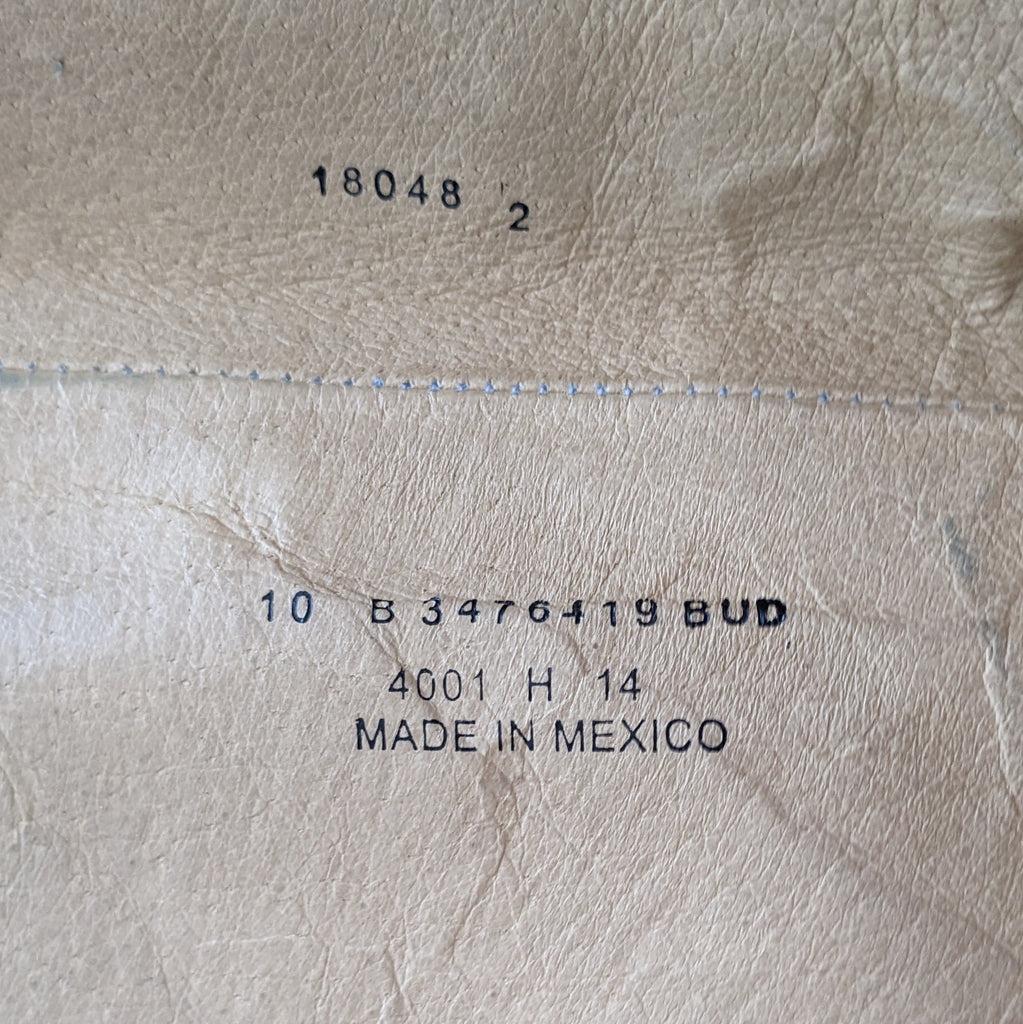 18048 2
10 B 3476419 BUD
4001 H 14
MADE IN MEXICO